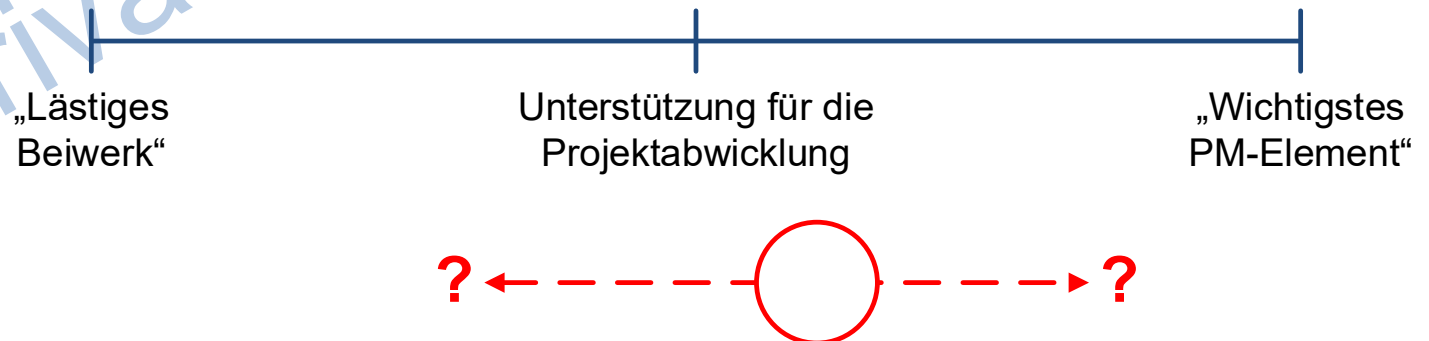 „Lästiges
Beiwerk“
Unterstützung für die
Projektabwicklung
„Wichtigstes
PM-Element“
? ?